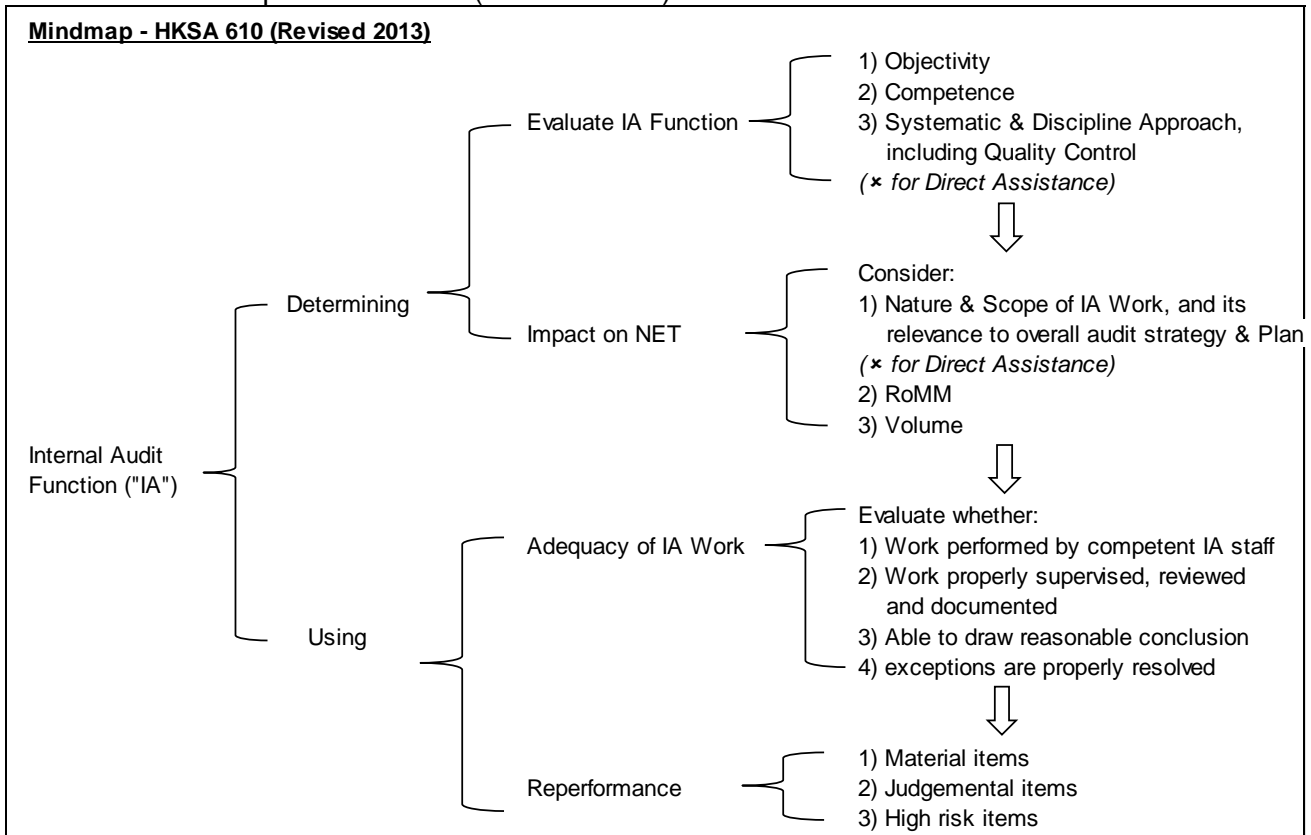 Mindmap - HKSA 610 (Revised 2013)
1) Objectivity
2) Competence
Evaluate IA Function
3) Systematic & Discipline Approach,
including Quality Control
(× for Direct Assistance)
Consider:
Determining
1) Nature & Scope of IA Work, and its
Impact on NET
relevance to overall audit strategy & Plan
(× for Direct Assistance)
2) RoMM
3) Volume
Internal Audit
Function ("IA")
Evaluate whether:
Adequacy of IA Work
1) Work performed by competent IA staff
2) Work properly supervised, reviewed
and documented
Using
3) Able to draw reasonable conclusion
4) exceptions are properly resolved
1) Material items
Reperformance
2) Judgemental items
3) High risk items